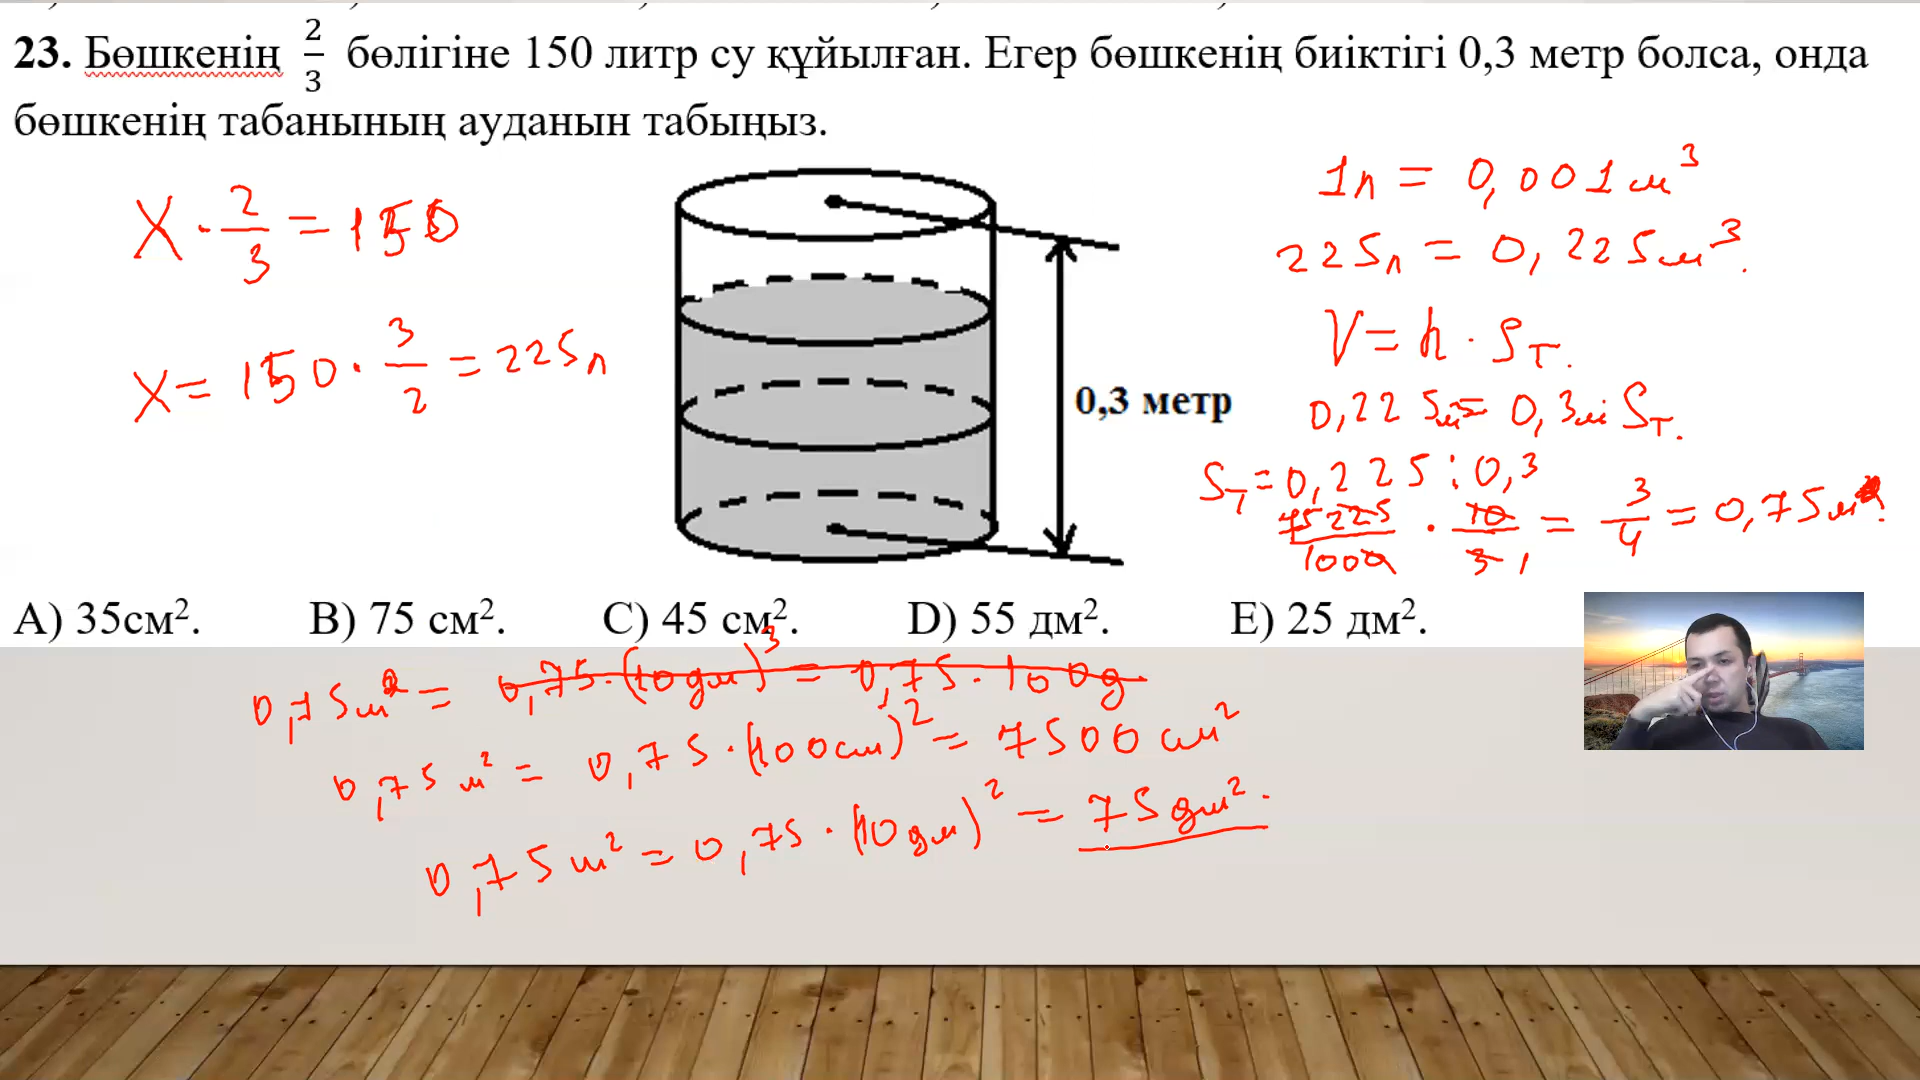 23. Бөшкенің 2/3 бөлігіне 150 литр су құйылған. Егер бөшкенің биіктігі 0,3 метр болса, онда
бөшкенің табанының ауданын табыңыз.
x · 2/3 = 150
x = 150 · 3/2 = 225л
0,3 метр
1л = 0,001м³
225л = 0,225м³.
V = h · Sт.
0,225м³ = 0,3м Sт.
Sт = 0,225 : 0,3
75 225/1000 · 10/3 1 = 3/4 = 0,75м².
A) 35см². B) 75 см². C) 45 см². D) 55 дм². E) 25 дм².
0,75м² = 0,75·(10дм)³ = 0,75·100д
0,75м² = 0,75·(100см)² = 7500см²
0,75м² = 0,75·(10дм)² = 75дм².